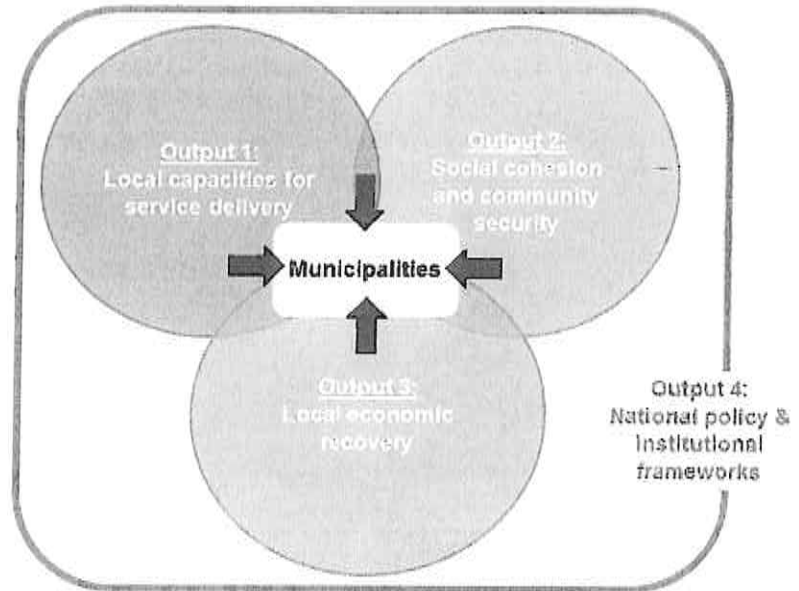 Output 1:
Local capacities for
service delivery
Output 2:
Social cohesion
and community
security
Municipalities
Output 3:
Local economic
recovery
Output 4:
National policy &
institutional
frameworks